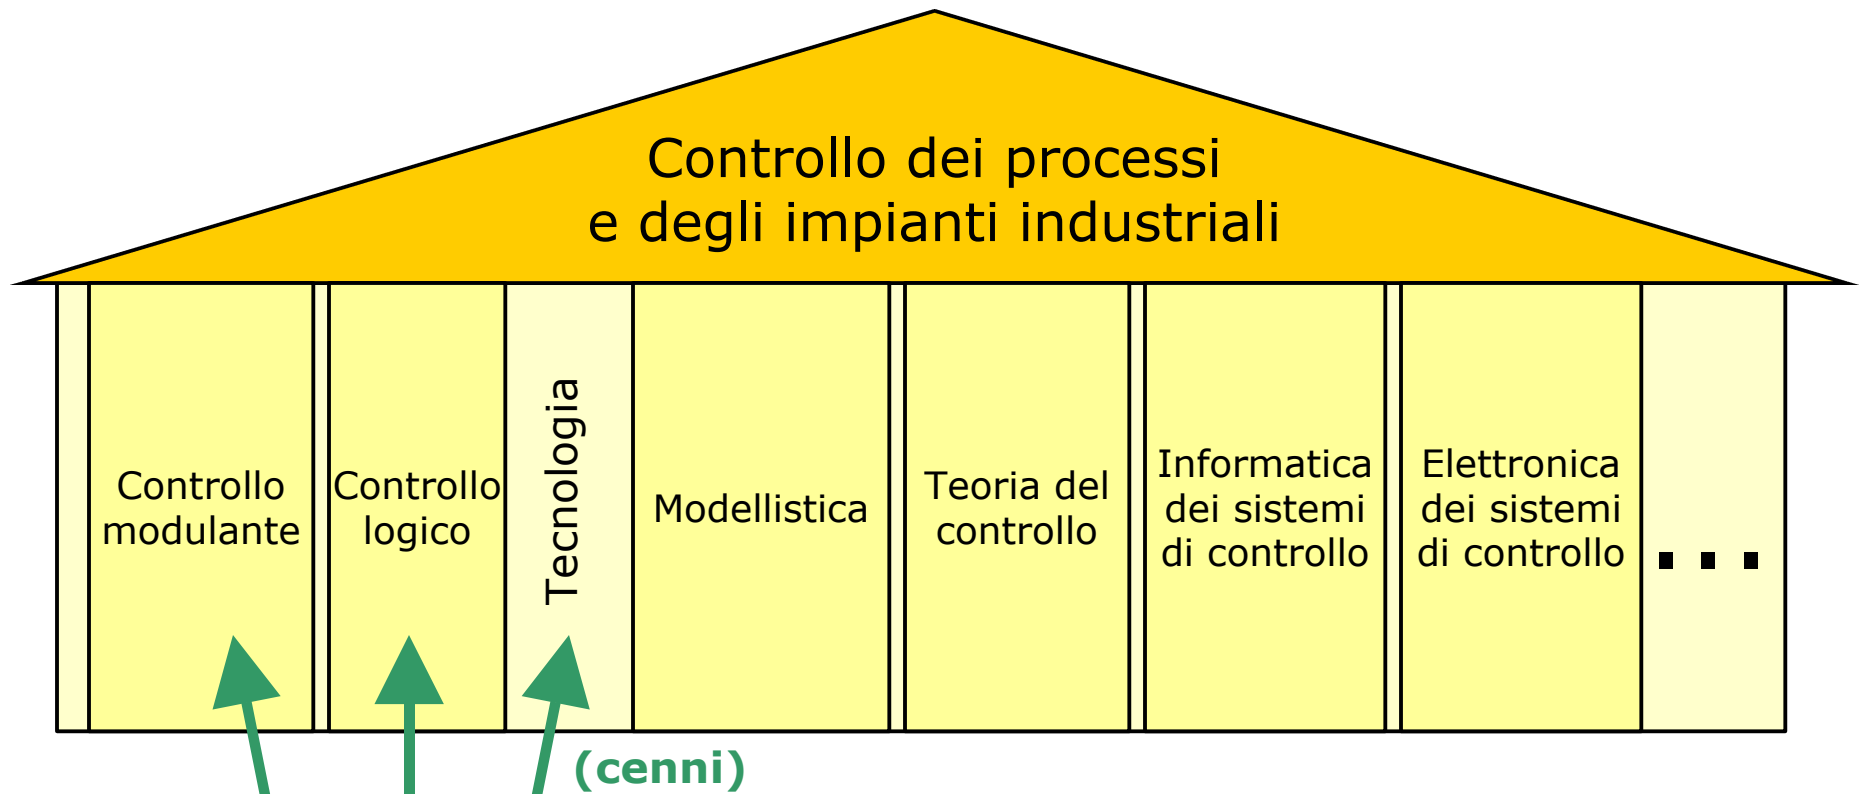 Controllo dei processi
e degli impianti industriali
Controllo
modulante
Controllo
logico
Tecnologia
Modellistica
Teoria del
controllo
Informatica
dei sistemi
di controllo
Elettronica
dei sistemi
di controllo
...
(cenni)